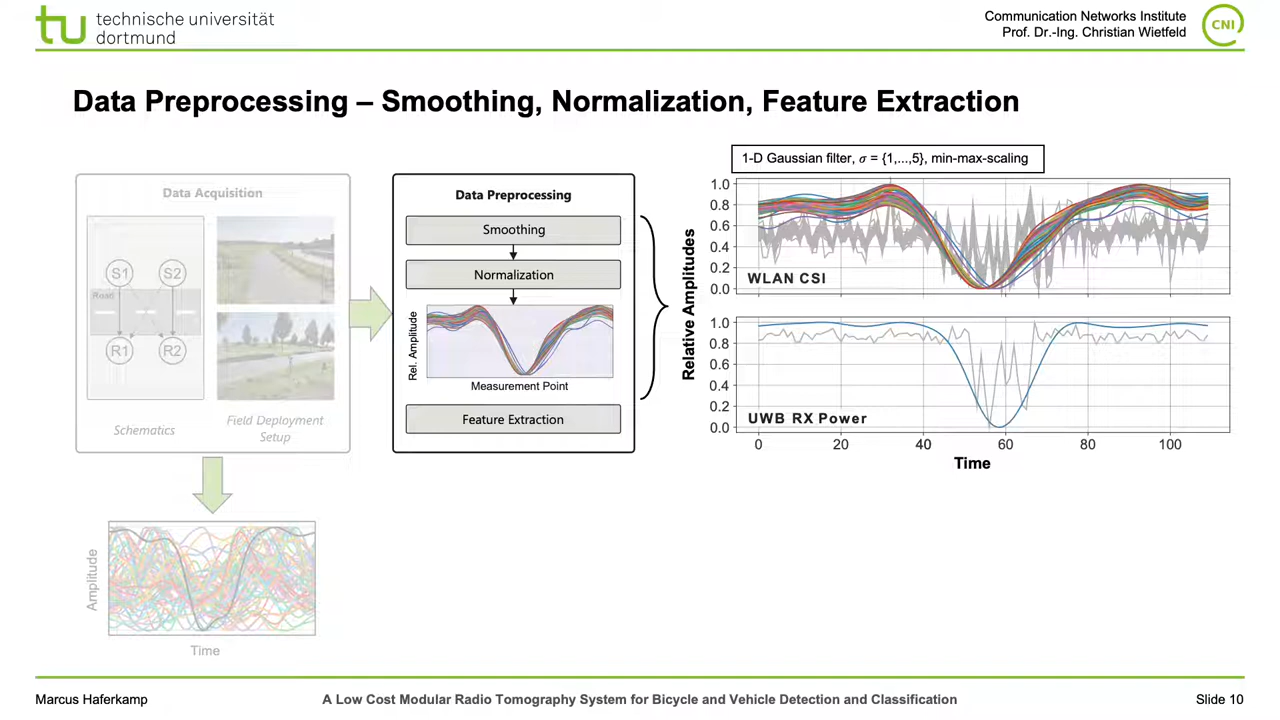 technische universität
dortmund
Communication Networks Institute
Prof. Dr.-Ing. Christian Wietfeld
CNI
Data Preprocessing – Smoothing, Normalization, Feature Extraction
Data Acquisition
S1
S2
Road
R1
R2
Schematics
Field Deployment
Setup
Amplitude
Time
Data Preprocessing
Smoothing
Normalization
Rel. Amplitude
Measurement Point
Feature Extraction
1-D Gaussian filter, σ = {1,...,5}, min-max-scaling
Relative Amplitudes
1.0
0.8
0.6
0.4
0.2
0.0
WLAN CSI
1.0
0.8
0.6
0.4
0.2
0.0
UWB RX Power
0 20 40 60 80 100
Time
Marcus Haferkamp
A Low Cost Modular Radio Tomography System for Bicycle and Vehicle Detection and Classification
Slide 10